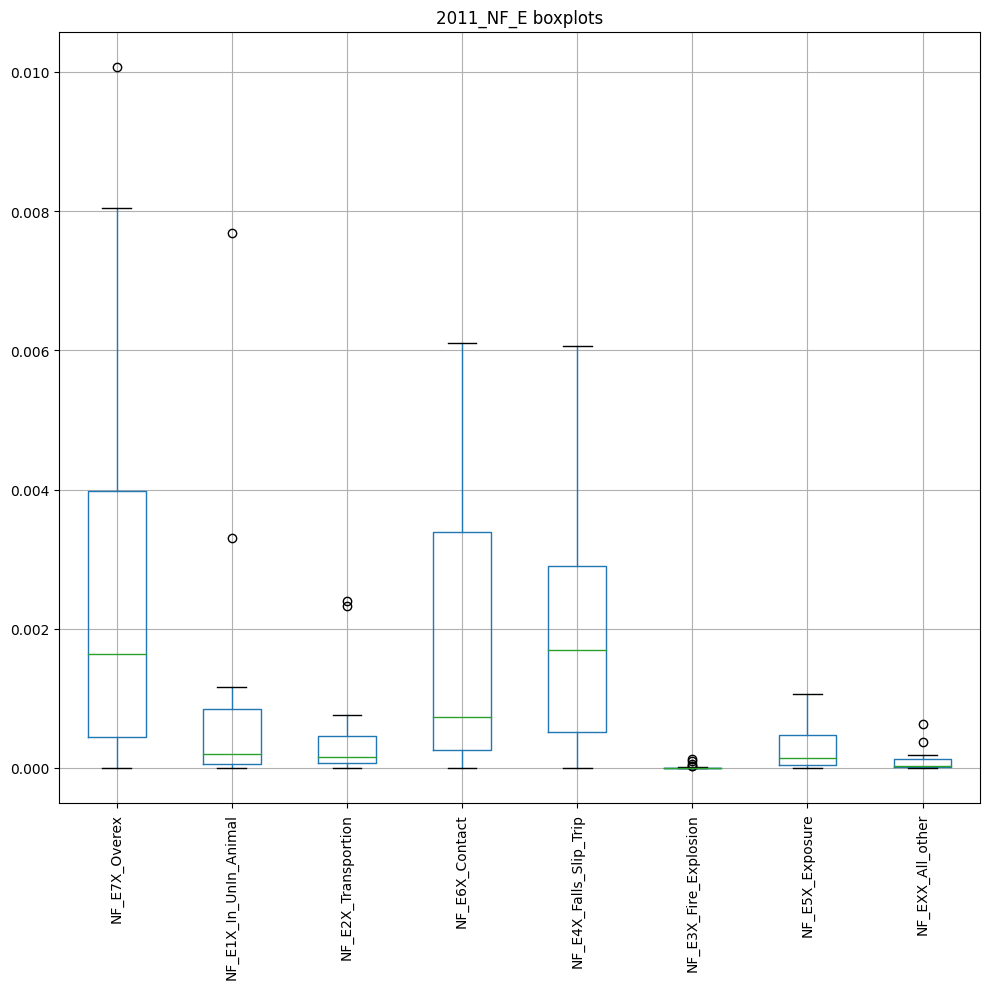 2011_NF_E boxplots
0.010
0.008
0.006
0.004
0.002
0.000
NF_E7X_Overex
NF_E1X_In_UnIn_Animal
NF_E2X_Transportion
NF_E6X_Contact
NF_E4X_Falls_Slip_Trip
NF_E3X_Fire_Explosion
NF_E5X_Exposure
NF_EXX_All_other